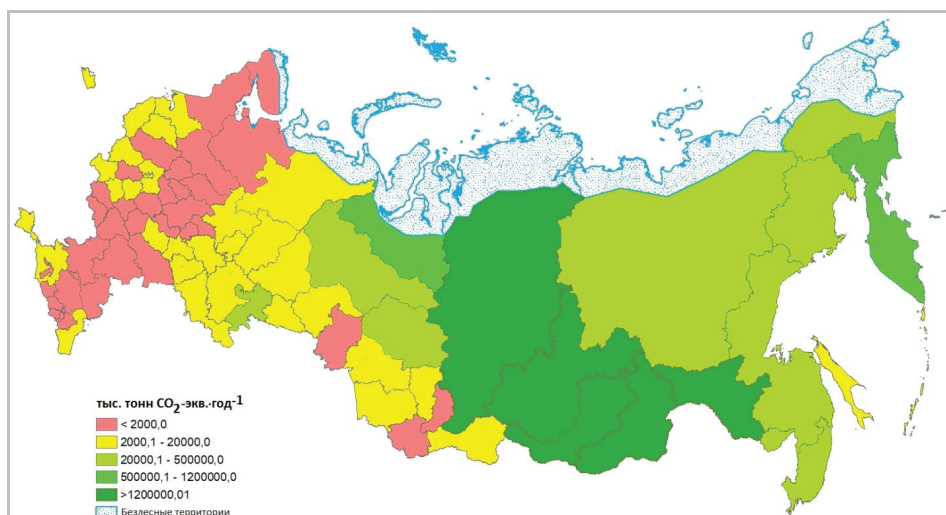 тыс. тонн CO₂-экв.·год⁻¹
< 2000,0
2000,1 - 20000,0
20000,1 - 500000,0
500000,1 - 1200000,0
>1200000,01
Безлесные территории